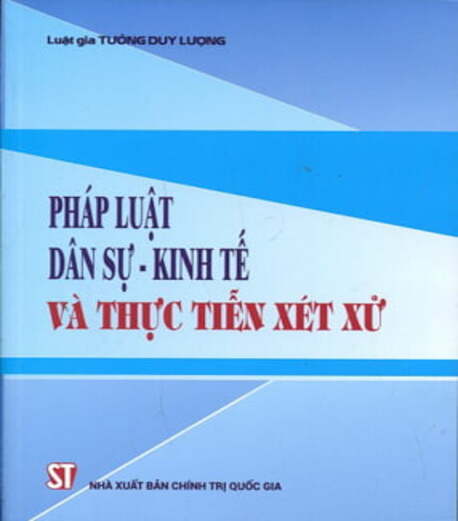 Luật gia TƯỞNG DUY LƯỢNG
PHÁP LUẬT
DÂN SỰ - KINH TẾ
VÀ THỰC TIỄN XÉT XỬ
ST
NHÀ XUẤT BẢN CHÍNH TRỊ QUỐC GIA